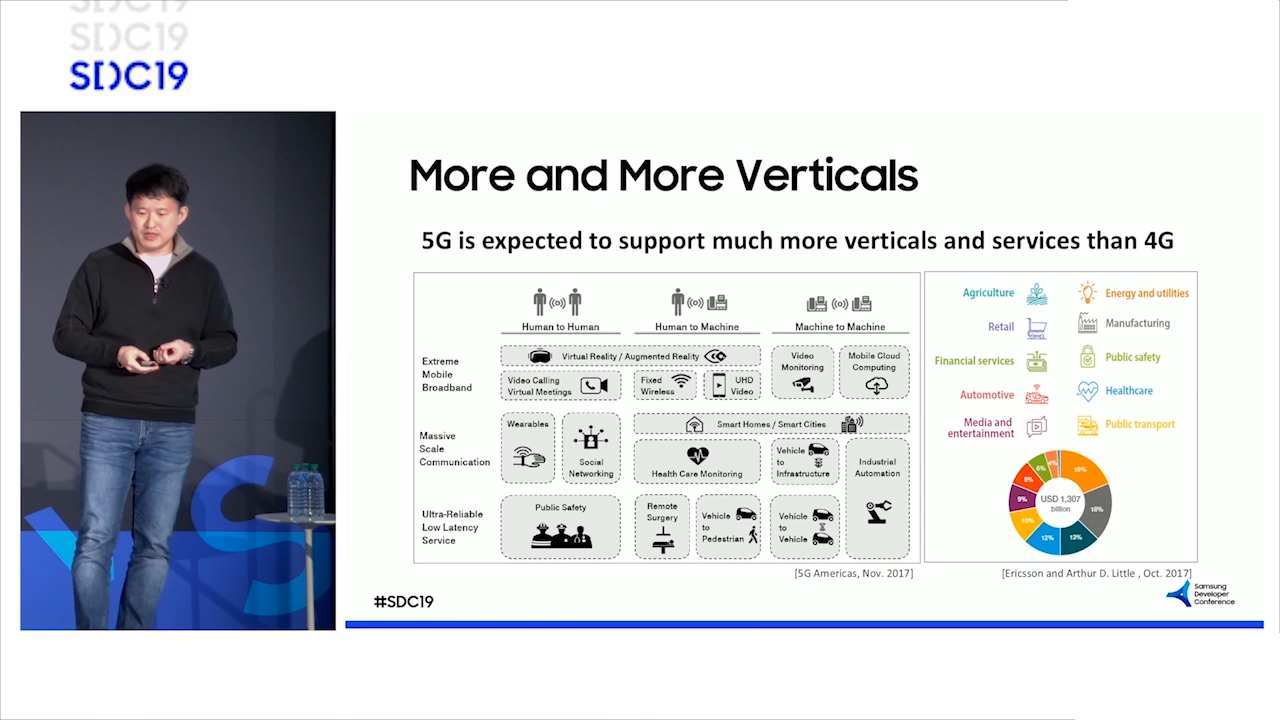 SDC19
SDC19
SDC19
More and More Verticals
5G is expected to support much more verticals and services than 4G
Human to Human
Human to Machine
Machine to Machine
Extreme
Mobile
Broadband
Virtual Reality / Augmented Reality
Video Calling
Virtual Meetings
Fixed
Wireless
UHD
Video
Video
Monitoring
Mobile Cloud
Computing
Massive
Scale
Communication
Wearables
Social
Networking
Smart Homes / Smart Cities
Health Care Monitoring
Vehicle
to
Infrastructure
Industrial
Automation
Ultra-Reliable
Low Latency
Service
Public Safety
Remote
Surgery
Vehicle
to
Pedestrian
Vehicle
to
Vehicle
[5G Americas, Nov. 2017]
Agriculture
Energy and utilities
Retail
Manufacturing
Financial services
Public safety
Automotive
Healthcare
Media and
entertainment
Public transport
USD 1,307
billion
19%
18%
13%
12%
10%
9%
8%
6%
[Ericsson and Arthur D. Little , Oct. 2017]
#SDC19
Samsung
Developer
Conference